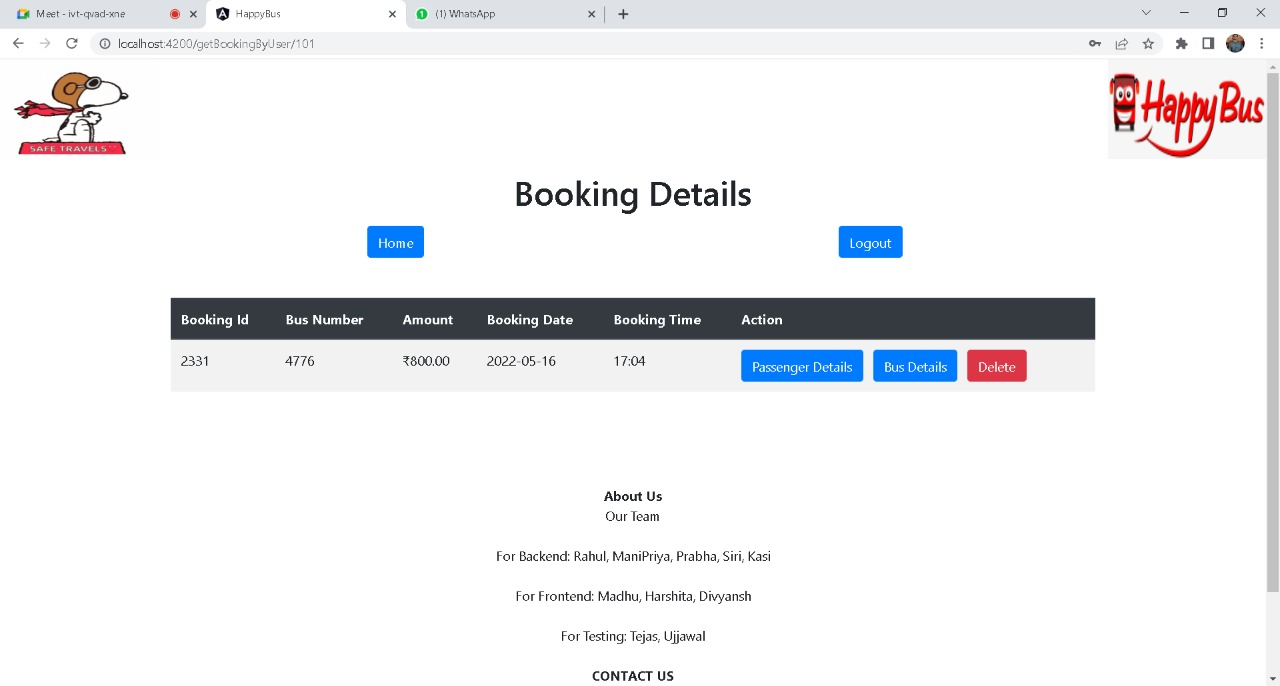 Meet - ivt-qvad-xne
HappyBus
(1) WhatsApp
localhost:4200/getBookingByUser/101
SAFE TRAVELS
HappyBus
Booking Details
Home Logout
Booking Id Bus Number Amount Booking Date Booking Time Action
2331 4776 ₹800.00 2022-05-16 17:04 Passenger Details Bus Details Delete
About Us
Our Team
For Backend: Rahul, ManiPriya, Prabha, Siri, Kasi
For Frontend: Madhu, Harshita, Divyansh
For Testing: Tejas, Ujjawal
CONTACT US